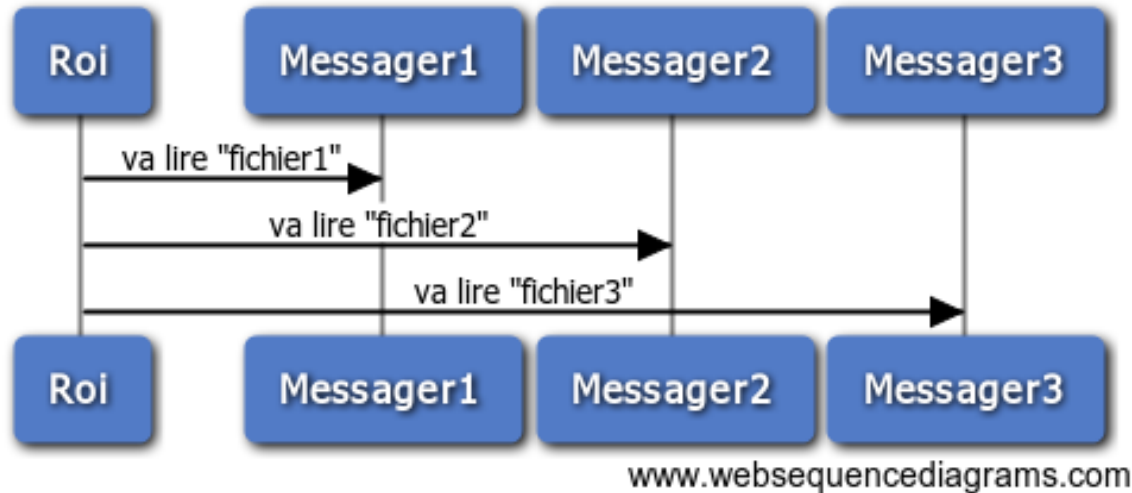 Roi Messager1 Messager2 Messager3
va lire "fichier1"
va lire "fichier2"
va lire "fichier3"
Roi Messager1 Messager2 Messager3
www.websequencediagrams.com